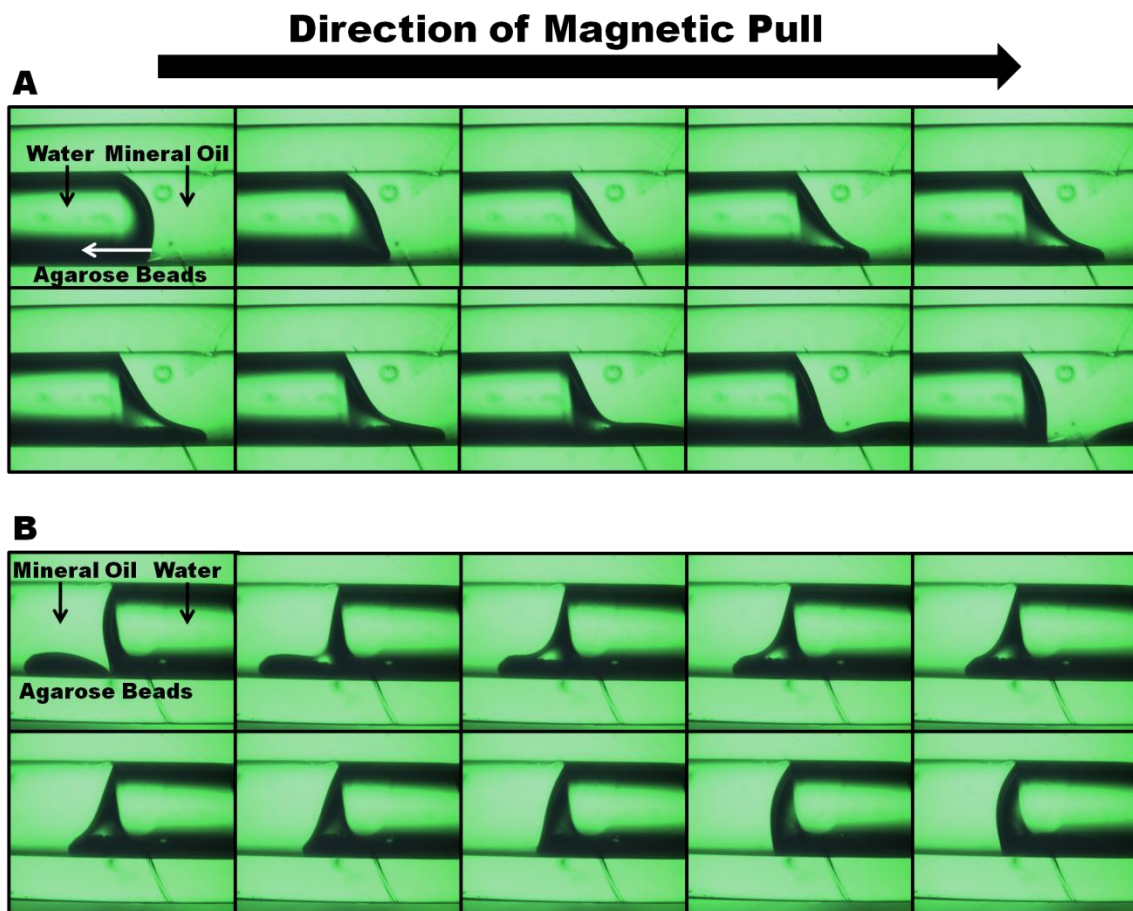 Direction of Magnetic Pull
A
Water Mineral Oil
Agarose Beads
B
Mineral Oil Water
Agarose Beads